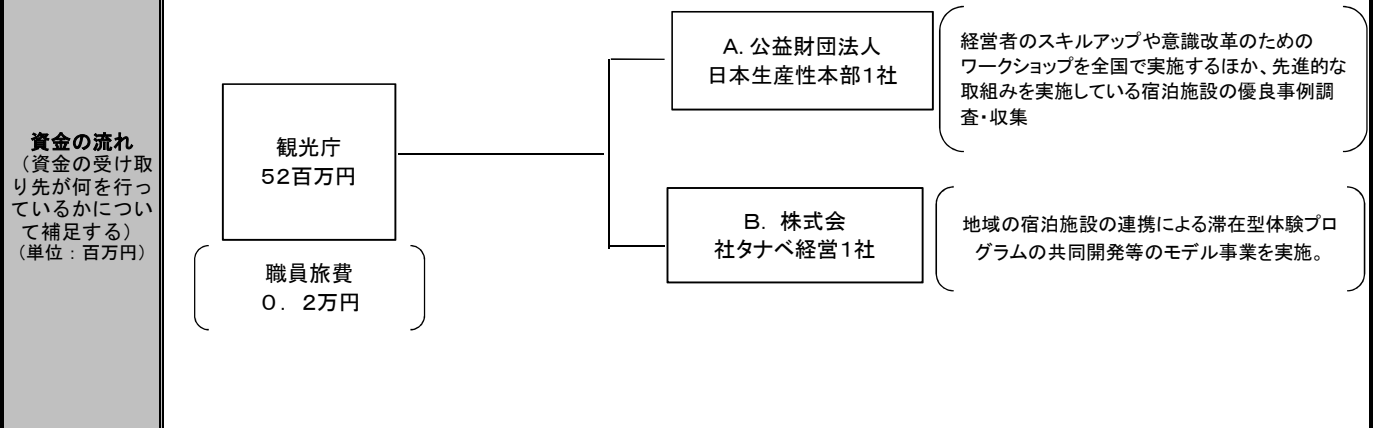 資金の流れ
（資金の受け取
り先が何を行っ
ているかについ
て補足する）
（単位：百万円）
観光庁
52百万円
職員旅費
０．２万円
A.公益財団法人
日本生産性本部1社
経営者のスキルアップや意識改革のための
ワークショップを全国で実施するほか、先進的な
取組みを実施している宿泊施設の優良事例調
査・収集
Ｂ．株式会
社タナベ経営1社
地域の宿泊施設の連携による滞在型体験プロ
グラムの共同開発等のモデル事業を実施。